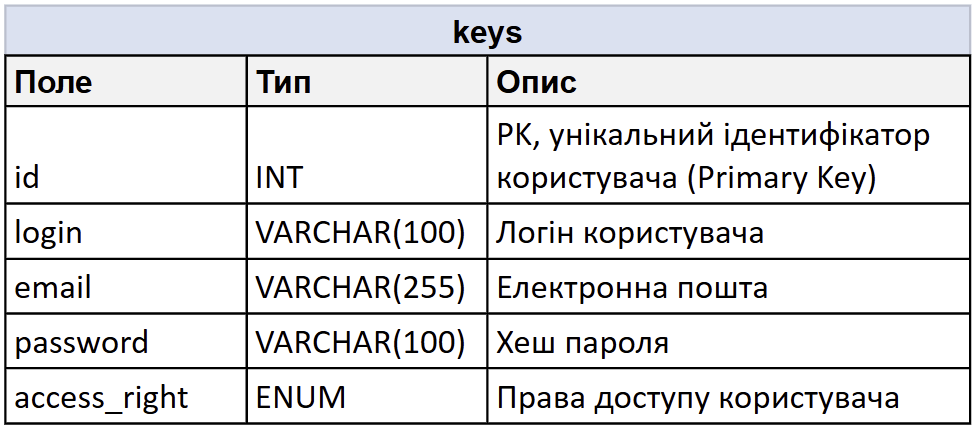 keys
Поле Тип Опис
id INT PK, унікальний ідентифікатор користувача (Primary Key)
login VARCHAR(100) Логін користувача
email VARCHAR(255) Електронна пошта
password VARCHAR(100) Хеш пароля
access_right ENUM Права доступу користувача